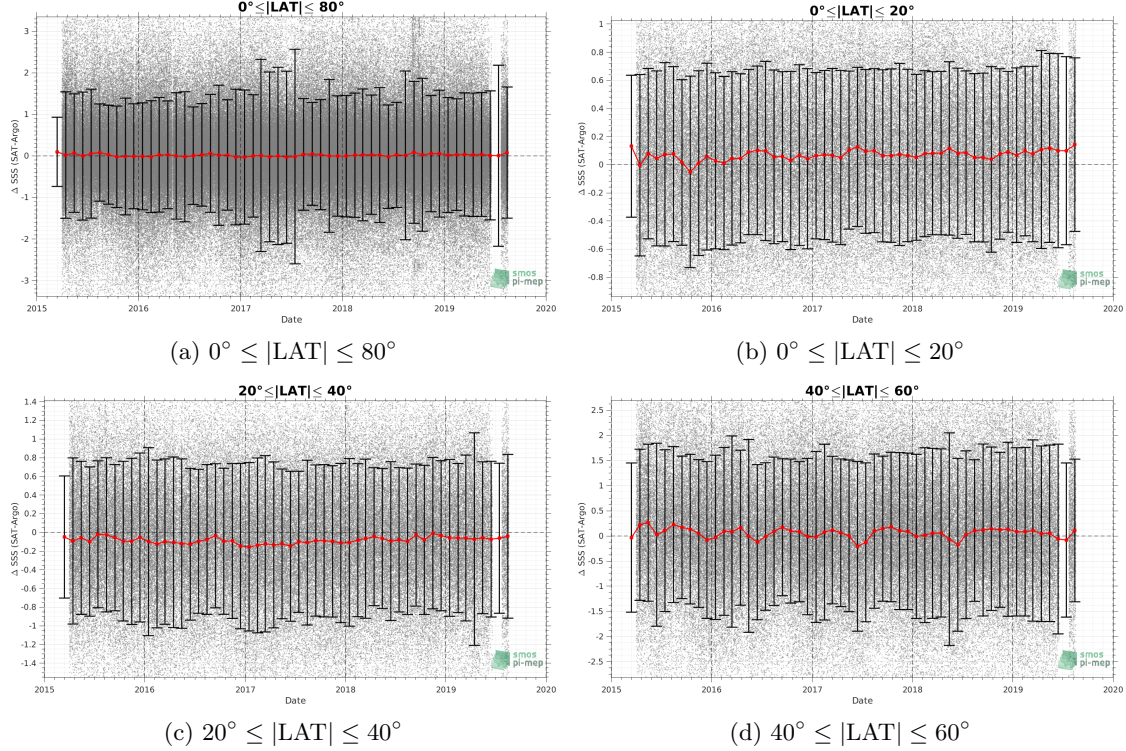 0°≤|LAT|≤ 80°
Δ SSS (SAT-Argo)
3
2
1
0
-1
-2
-3
2015
2016
2017
2018
2019
2020
Date
smos
pi-mep
(a) 0° ≤ |LAT| ≤ 80°
0°≤|LAT|≤ 20°
Δ SSS (SAT-Argo)
1
0.8
0.6
0.4
0.2
0
-0.2
-0.4
-0.6
-0.8
2015
2016
2017
2018
2019
2020
Date
smos
pi-mep
(b) 0° ≤ |LAT| ≤ 20°
20°≤|LAT|≤ 40°
Δ SSS (SAT-Argo)
1.4
1.2
1
0.8
0.6
0.4
0.2
0
-0.2
-0.4
-0.6
-0.8
-1
-1.2
-1.4
2015
2016
2017
2018
2019
2020
Date
smos
pi-mep
(c) 20° ≤ |LAT| ≤ 40°
40°≤|LAT|≤ 60°
Δ SSS (SAT-Argo)
2.5
2
1.5
1
0.5
0
-0.5
-1
-1.5
-2
-2.5
2015
2016
2017
2018
2019
2020
Date
smos
pi-mep
(d) 40° ≤ |LAT| ≤ 60°